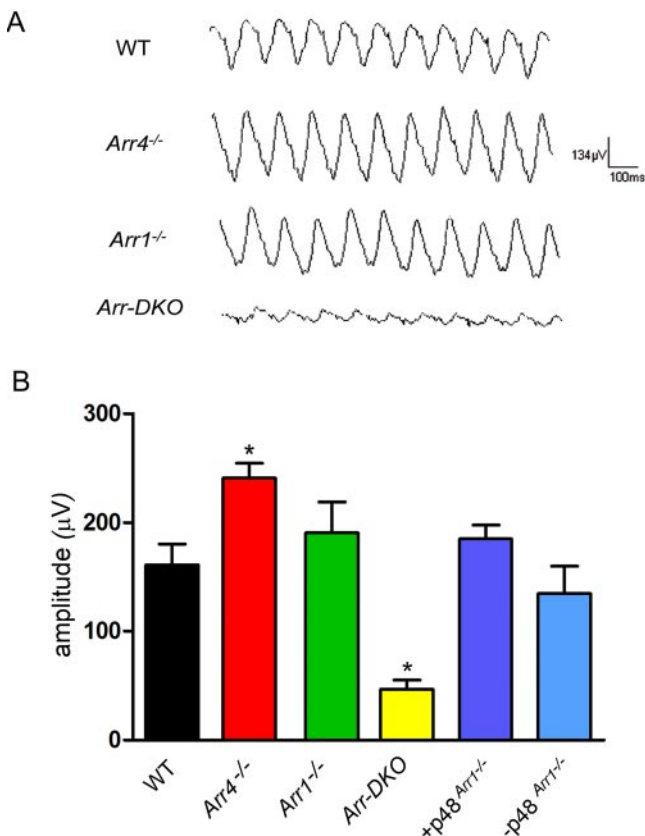 A
WT
Arr4-/-
134µV
100ms
Arr1-/-
Arr-DKO
B
amplitude (µV)
300
200
100
0
*
*
WT
Arr4-/-
Arr1-/-
Arr-DKO
+p48 Arr1-/-
-p48 Arr1-/-